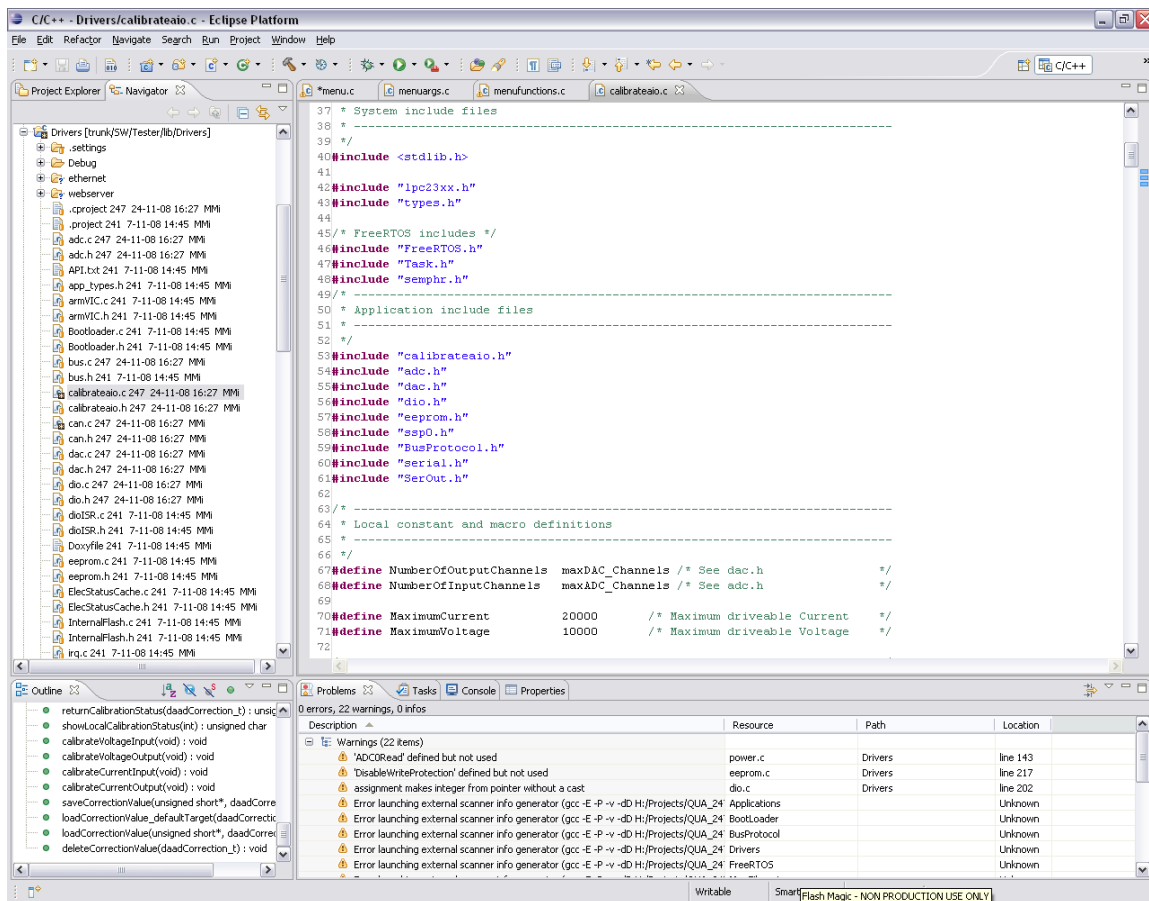 C/C++ - Drivers/calibrateaio.c - Eclipse Platform
File Edit Refactor Navigate Search Run Project Window Help
C/C++
Project Explorer Navigator
*menu.c menuargs.c menufunctions.c calibrateaio.c
Drivers [trunk/SW/Tester/lib/Drivers]
.settings
Debug
ethernet
webserver
.cproject 247 24-11-08 16:27 MMi
.project 241 7-11-08 14:45 MMi
adc.c 247 24-11-08 16:27 MMi
adc.h 247 24-11-08 16:27 MMi
API.txt 241 7-11-08 14:45 MMi
app_types.h 241 7-11-08 14:45 MMi
armVIC.c 241 7-11-08 14:45 MMi
armVIC.h 241 7-11-08 14:45 MMi
Bootloader.c 241 7-11-08 14:45 MMi
Bootloader.h 241 7-11-08 14:45 MMi
bus.c 247 24-11-08 16:27 MMi
bus.h 241 7-11-08 14:45 MMi
calibrateaio.c 247 24-11-08 16:27 MMi
calibrateaio.h 247 24-11-08 16:27 MMi
can.c 247 24-11-08 16:27 MMi
can.h 241 7-11-08 14:45 MMi
dac.c 247 24-11-08 16:27 MMi
dac.h 247 24-11-08 16:27 MMi
dio.c 247 24-11-08 16:27 MMi
dio.h 247 24-11-08 16:27 MMi
dioISR.c 241 7-11-08 14:45 MMi
dioISR.h 241 7-11-08 14:45 MMi
Doxyfile 241 7-11-08 14:45 MMi
eeprom.c 241 7-11-08 14:45 MMi
eeprom.h 241 7-11-08 14:45 MMi
ElecStatusCache.c 241 7-11-08 14:45 MMi
ElecStatusCache.h 241 7-11-08 14:45 MMi
InternalFlash.c 241 7-11-08 14:45 MMi
InternalFlash.h 241 7-11-08 14:45 MMi
irq.c 241 7-11-08 14:45 MMi
37 * System include files
38 * ---------------------------------------------------------------------------
39 */
40 #include <stdlib.h>
41
42 #include "lpc23xx.h"
43 #include "types.h"
44
45 /* FreeRTOS includes */
46 #include "FreeRTOS.h"
47 #include "Task.h"
48 #include "semphr.h"
49 /* ---------------------------------------------------------------------------
50 * Application include files
51 * ---------------------------------------------------------------------------
52 */
53 #include "calibrateaio.h"
54 #include "adc.h"
55 #include "dac.h"
56 #include "dio.h"
57 #include "eeprom.h"
58 #include "ssp0.h"
59 #include "BusProtocol.h"
60 #include "serial.h"
61 #include "SerOut.h"
62
63 /* ---------------------------------------------------------------------------
64 * Local constant and macro definitions
65 * ---------------------------------------------------------------------------
66 */
67 #define NumberOfOutputChannels maxDAC_Channels /* See dac.h */
68 #define NumberOfInputChannels maxADC_Channels /* See adc.h */
69
70 #define MaximumCurrent 20000 /* Maximum driveable Current */
71 #define MaximumVoltage 10000 /* Maximum driveable Voltage */
72
Outline
returnCalibrationStatus(daadCorrection_t) : unsig
showLocalCalibrationStatus(int) : unsigned char
calibrateVoltageInput(void) : void
calibrateVoltageOutput(void) : void
calibrateCurrentInput(void) : void
calibrateCurrentOutput(void) : void
saveCorrectionValue(unsigned short*, daadCorre
loadCorrectionValue_defaultTarget(daadCorrectic
loadCorrectionValue(unsigned short*, daadCorrec
deleteCorrectionValue(daadCorrection_t) : void
Problems Tasks Console Properties
0 errors, 22 warnings, 0 infos
Description Resource Path Location
Warnings (22 items)
'ADC0Read' defined but not used power.c Drivers line 143
'DisableWriteProtection' defined but not used eeprom.c Drivers line 217
assignment makes integer from pointer without a cast dio.c Drivers line 202
Error launching external scanner info generator (gcc -E -P -v -dD H:/Projects/QUA_24 Applications Unknown
Error launching external scanner info generator (gcc -E -P -v -dD H:/Projects/QUA_24 BootLoader Unknown
Error launching external scanner info generator (gcc -E -P -v -dD H:/Projects/QUA_24 BusProtocol Unknown
Error launching external scanner info generator (gcc -E -P -v -dD H:/Projects/QUA_24 Drivers Unknown
Error launching external scanner info generator (gcc -E -P -v -dD H:/Projects/QUA_24 FreeRTOS Unknown
Writable Smart
Flash Magic - NON PRODUCTION USE ONLY